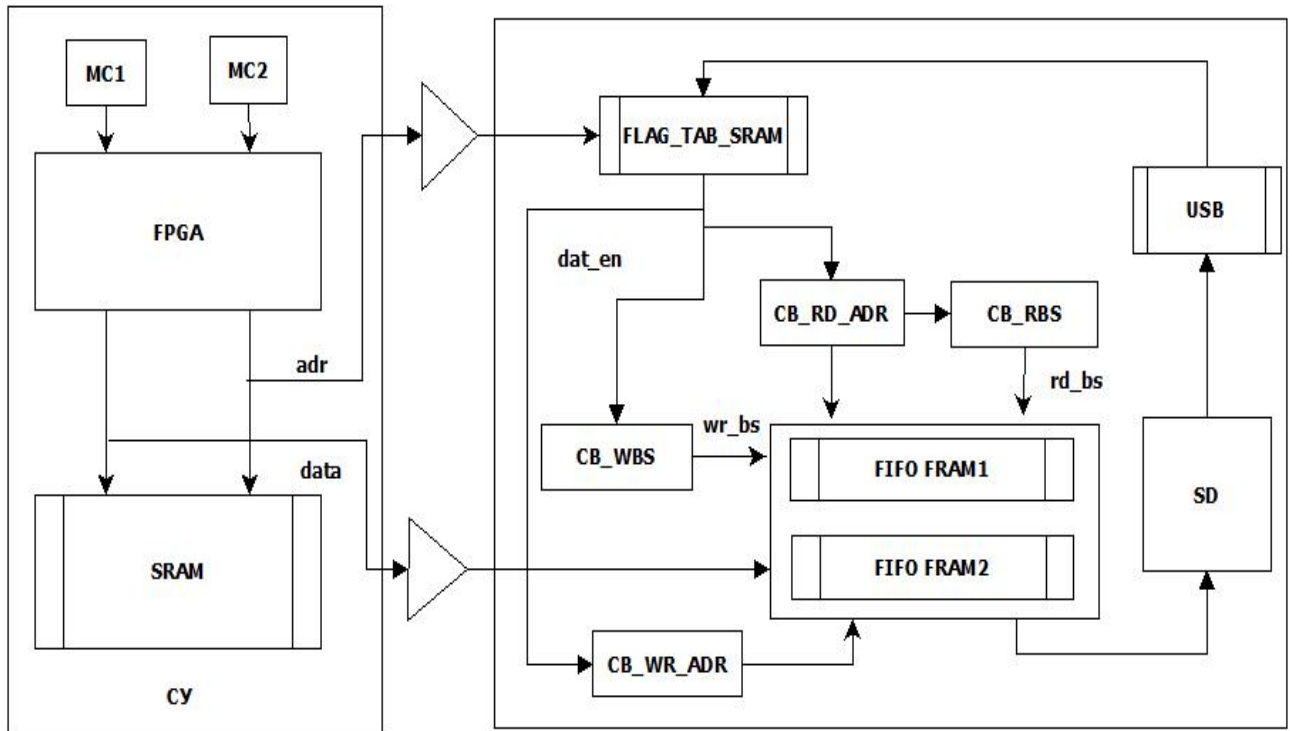 MC1
MC2
FPGA
adr
data
SRAM
СУ
FLAG_TAB_SRAM
dat_en
USB
CB_RD_ADR
CB_RBS
rd_bs
CB_WBS
wr_bs
FIFO FRAM1
FIFO FRAM2
SD
CB_WR_ADR